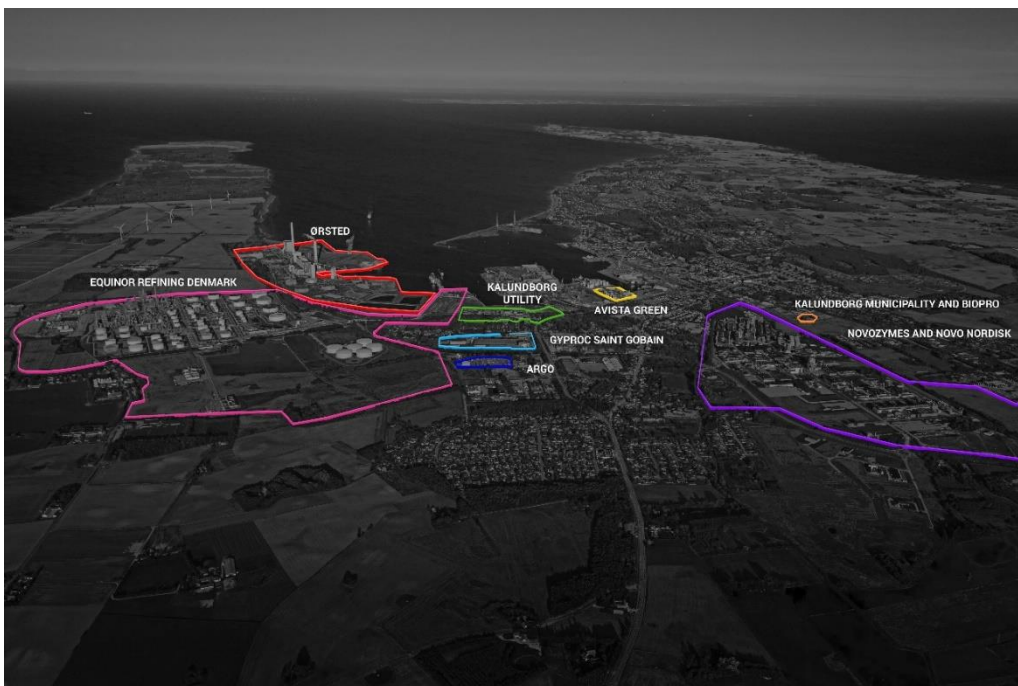 ØRSTED
EQUINOR REFINING DENMARK
KALUNDBORG
UTILITY
AVISTA GREEN
KALUNDBORG MUNICIPALITY AND BIOPRO
NOVOZYMES AND NOVO NORDISK
GYPROC SAINT GOBAIN
ARGO